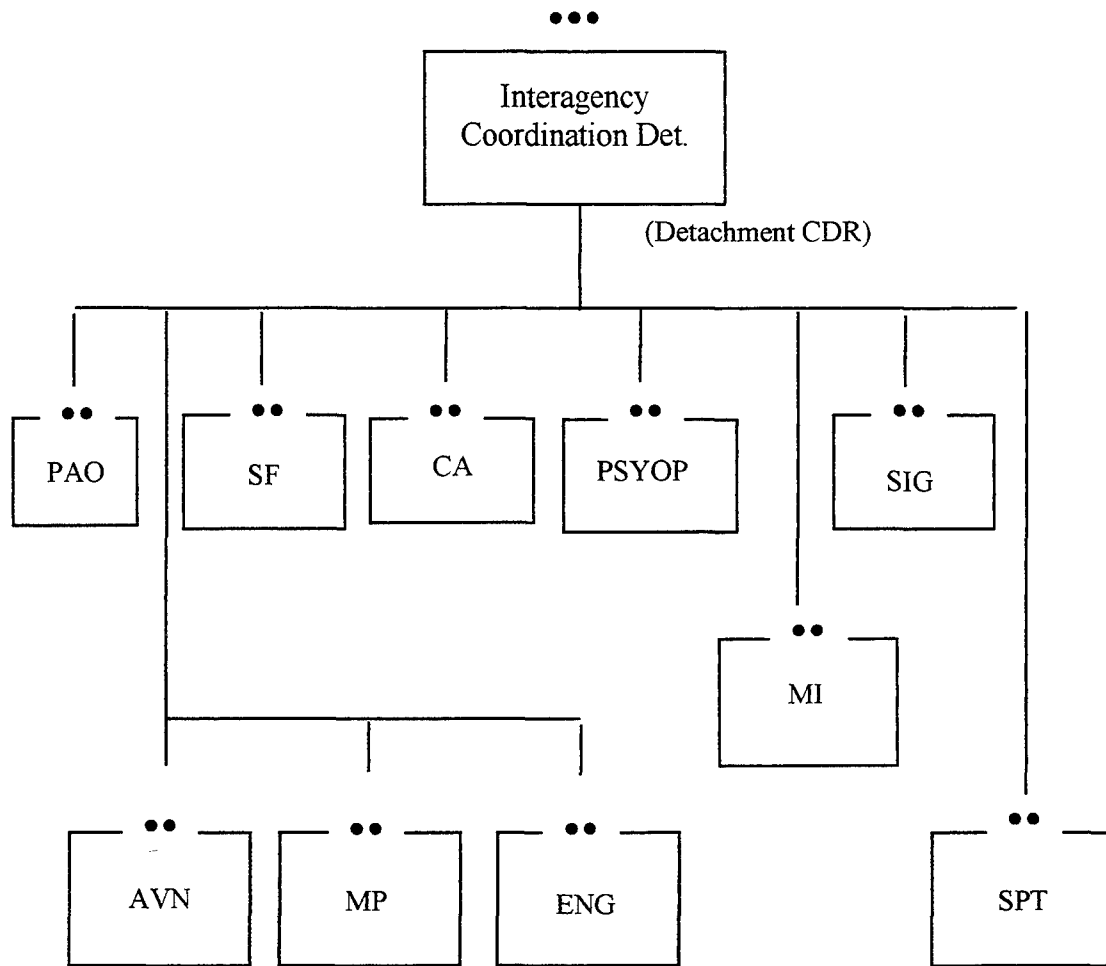 Interagency
Coordination Det.
(Detachment CDR)
PAO
SF
CA
PSYOP
SIG
MI
AVN
MP
ENG
SPT